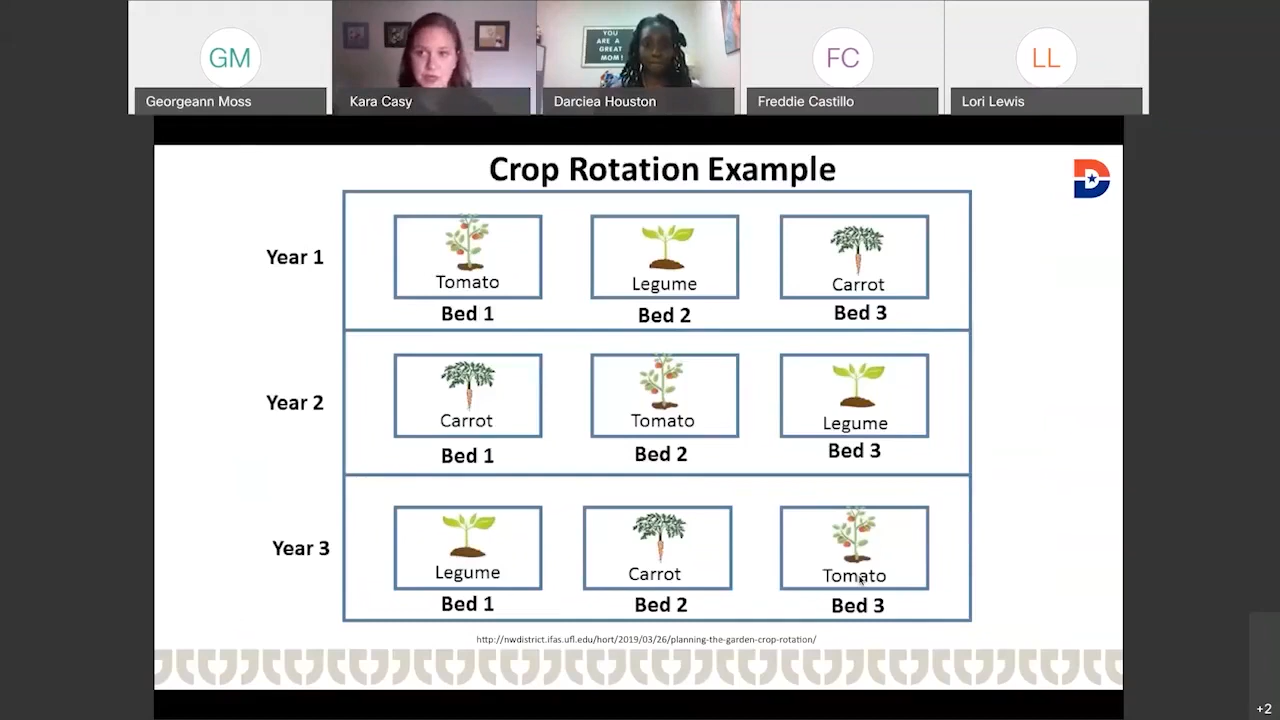 GM
YOU
ARE A
GREAT
MOM!
FC
LL
Georgeann Moss
Kara Casy
Darciea Houston
Freddie Castillo
Lori Lewis
Crop Rotation Example
D
Year 1
Tomato
Legume
Carrot
Bed 1
Bed 2
Bed 3
Year 2
Carrot
Tomato
Legume
Bed 1
Bed 2
Bed 3
Year 3
Legume
Carrot
Tomato
Bed 1
Bed 2
Bed 3
http://nwdistrict.ifas.ufl.edu/hort/2019/03/26/planning-the-garden-crop-rotation/
+2